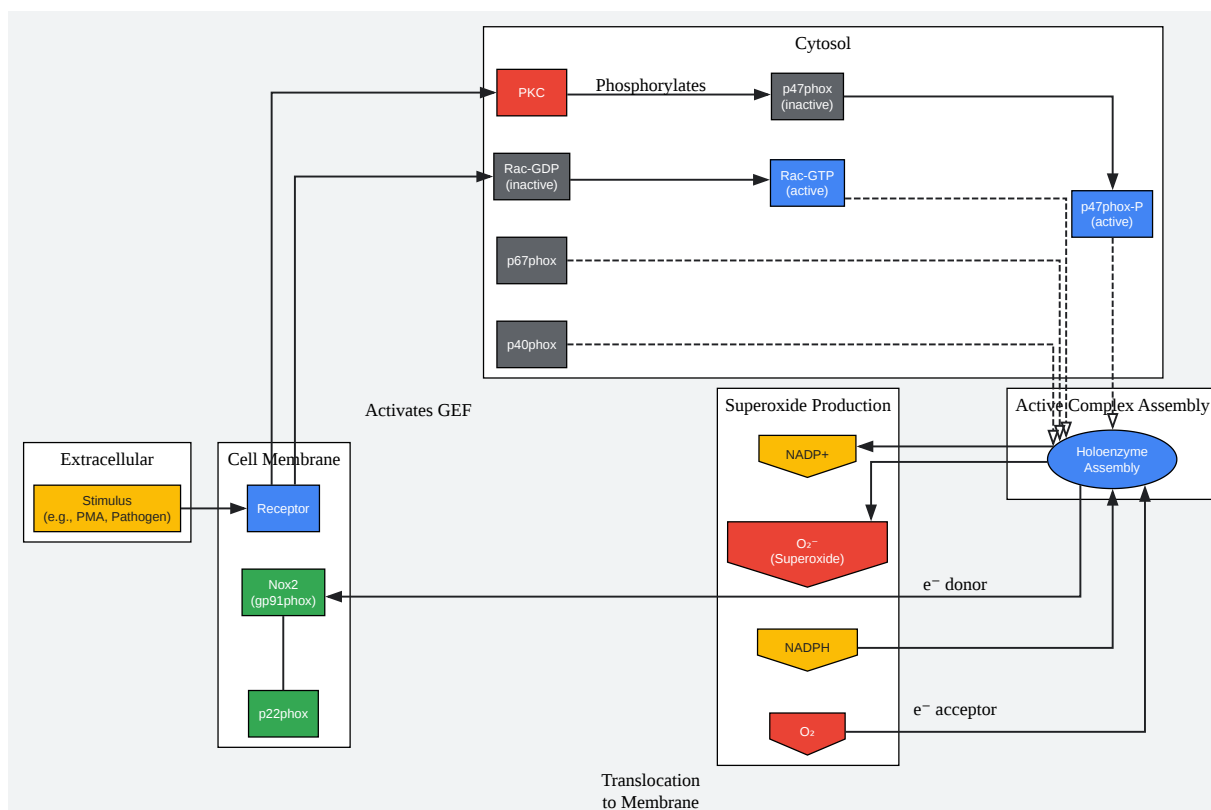 Cytosol
PKC
Phosphorylates
p47phox
(inactive)
Rac-GDP
(inactive)
Rac-GTP
(active)
p47phox-P
(active)
p67phox
p40phox
Activates GEF
Superoxide Production
Active Complex Assembly
Extracellular
Cell Membrane
NADP+
Holoenzyme
Assembly
Stimulus
(e.g., PMA, Pathogen)
Receptor
O₂⁻
(Superoxide)
Nox2
(gp91phox)
e⁻ donor
NADPH
p22phox
e⁻ acceptor
O₂
Translocation
to Membrane